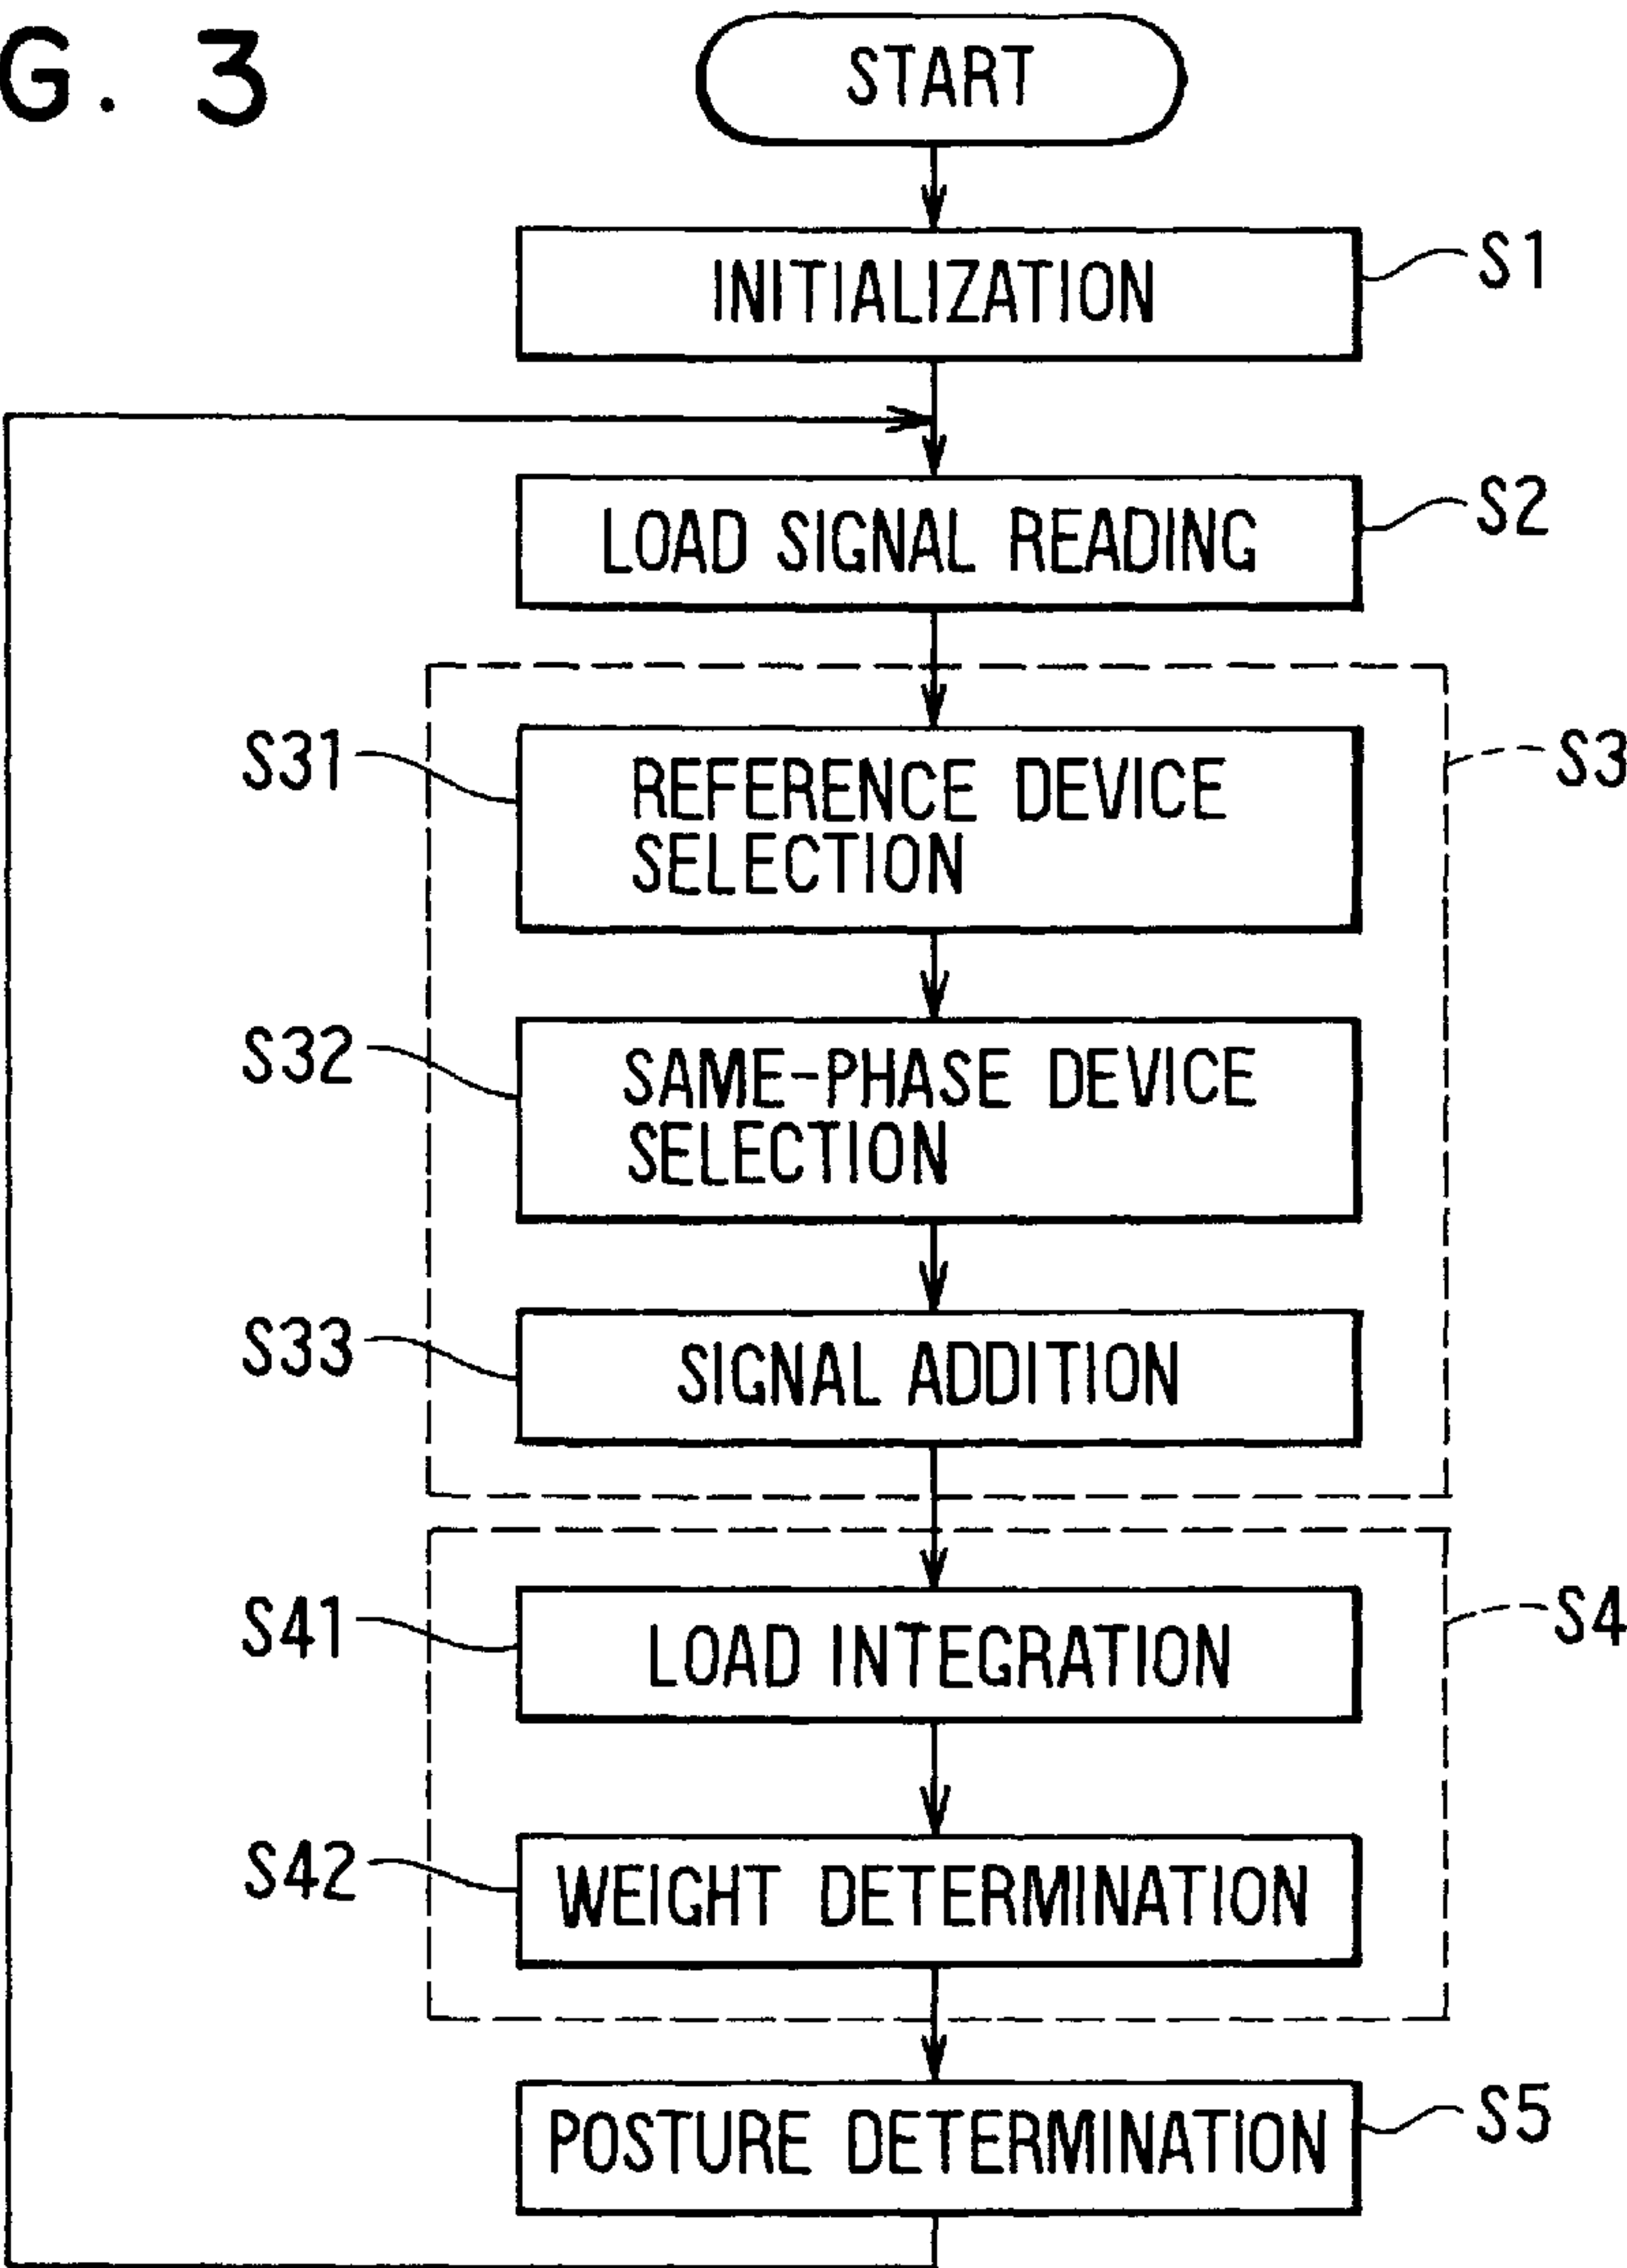 G. 3
START
INITIALIZATION
S1
LOAD SIGNAL READING
S2
S3
S31
REFERENCE DEVICE
SELECTION
S32
SAME-PHASE DEVICE
SELECTION
S33
SIGNAL ADDITION
S4
S41
LOAD INTEGRATION
S42
WEIGHT DETERMINATION
POSTURE DETERMINATION
S5